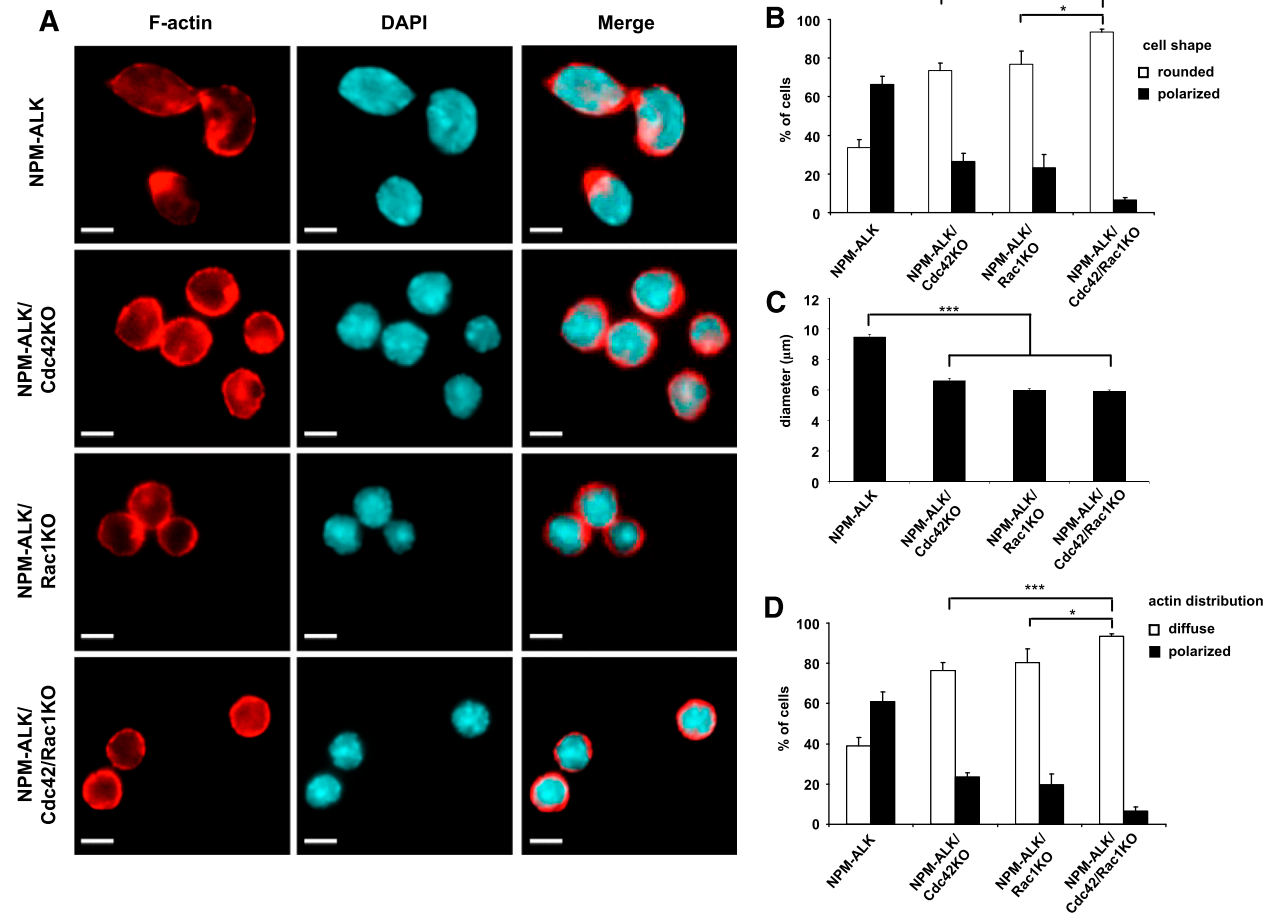 A
F-actin
DAPI
Merge
NPM-ALK
NPM-ALK/
Cdc42KO
NPM-ALK/
Rac1KO
NPM-ALK/
Cdc42/Rac1KO
B
*
cell shape
rounded
polarized
% of cells
100
80
60
40
20
0
NPM-ALK
NPM-ALK/
Cdc42KO
NPM-ALK/
Rac1KO
NPM-ALK/
Cdc42/Rac1KO
C
***
diameter (μm)
12
10
8
6
4
2
0
NPM-ALK
NPM-ALK/
Cdc42KO
NPM-ALK/
Rac1KO
NPM-ALK/
Cdc42/Rac1KO
D
***
*
actin distribution
diffuse
polarized
% of cells
100
80
60
40
20
0
NPM-ALK
NPM-ALK/
Cdc42KO
NPM-ALK/
Rac1KO
NPM-ALK/
Cdc42/Rac1KO